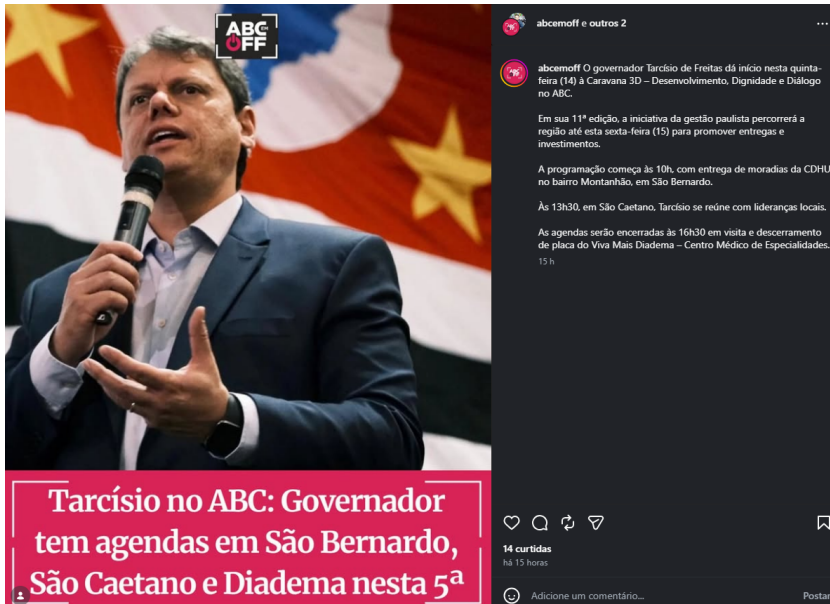 ABC EM
OFF
Tarcísio no ABC: Governador
tem agendas em São Bernardo,
São Caetano e Diadema nesta 5ª
abcemoff e outros 2
abcemoff O governador Tarcísio de Freitas dá início nesta quinta-
feira (14) à Caravana 3D – Desenvolvimento, Dignidade e Diálogo
no ABC.
Em sua 11ª edição, a iniciativa da gestão paulista percorrerá a
região até esta sexta-feira (15) para promover entregas e
investimentos.
A programação começa às 10h, com entrega de moradias da CDHU
no bairro Montanhão, em São Bernardo.
Às 13h30, em São Caetano, Tarcísio se reúne com lideranças locais.
As agendas serão encerradas às 16h30 em visita e descerramento
de placa do Viva Mais Diadema – Centro Médico de Especialidades.
15 h
14 curtidas
há 15 horas
Adicione um comentário...
Postar